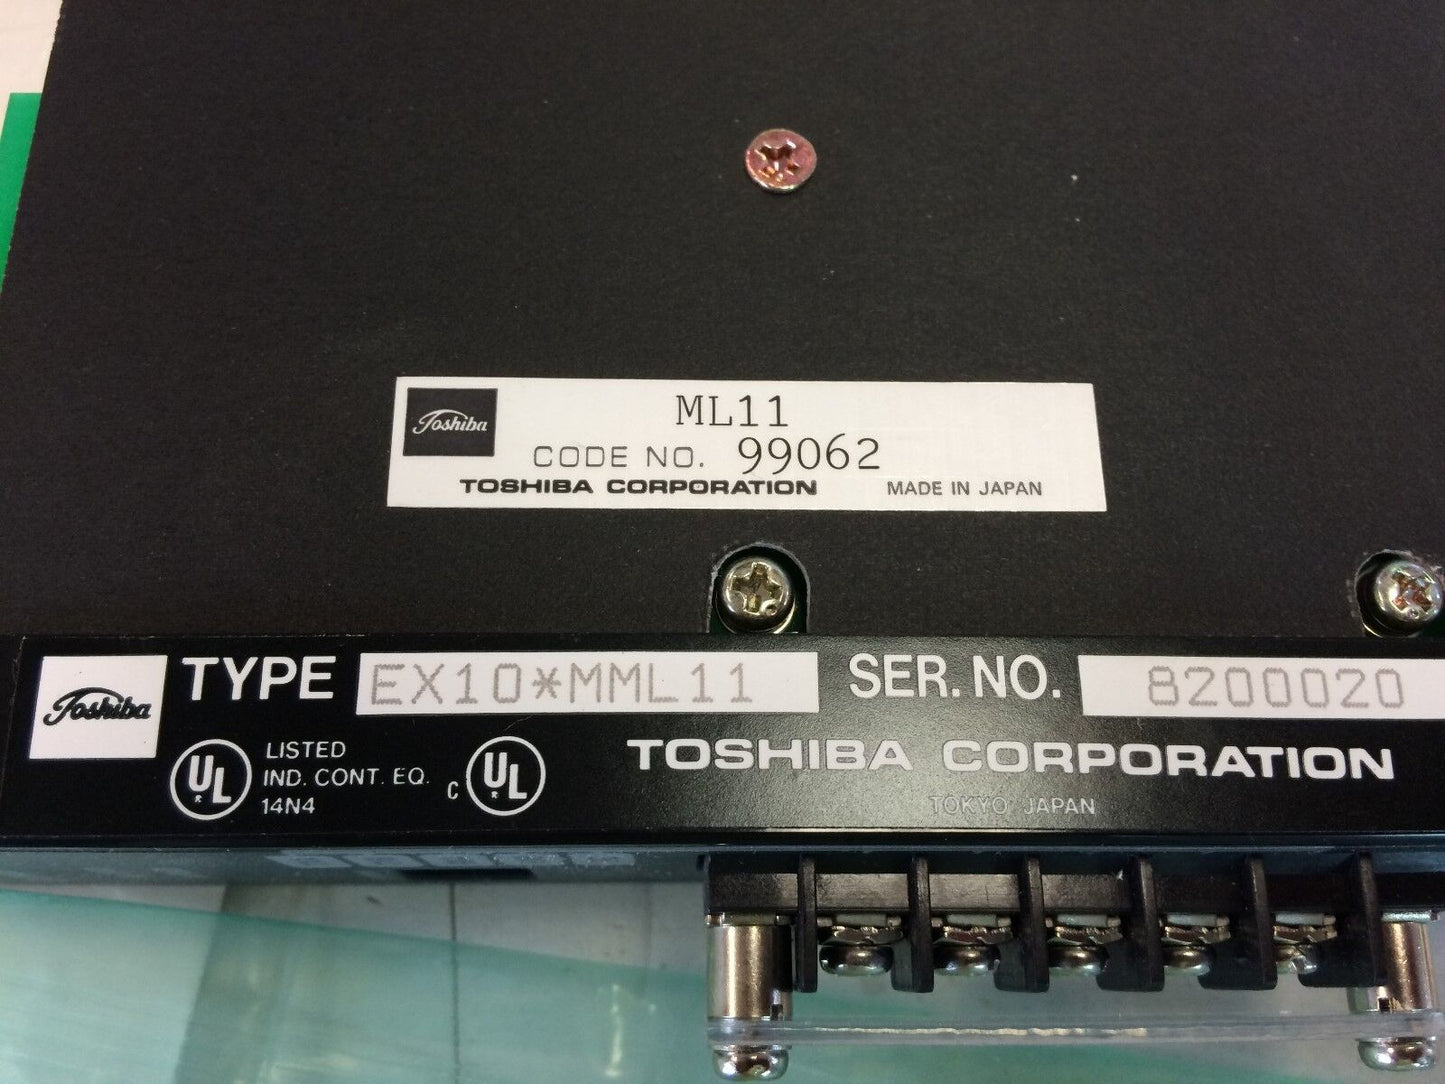 Toshiba
ML11
CODE NO. 99062
TOSHIBA CORPORATION MADE IN JAPAN
Toshiba TYPE EX10*MML11 SER. NO. 8200020
UL LISTED
IND. CONT. EQ.
14N4
C UL
TOSHIBA CORPORATION
TOKYO JAPAN